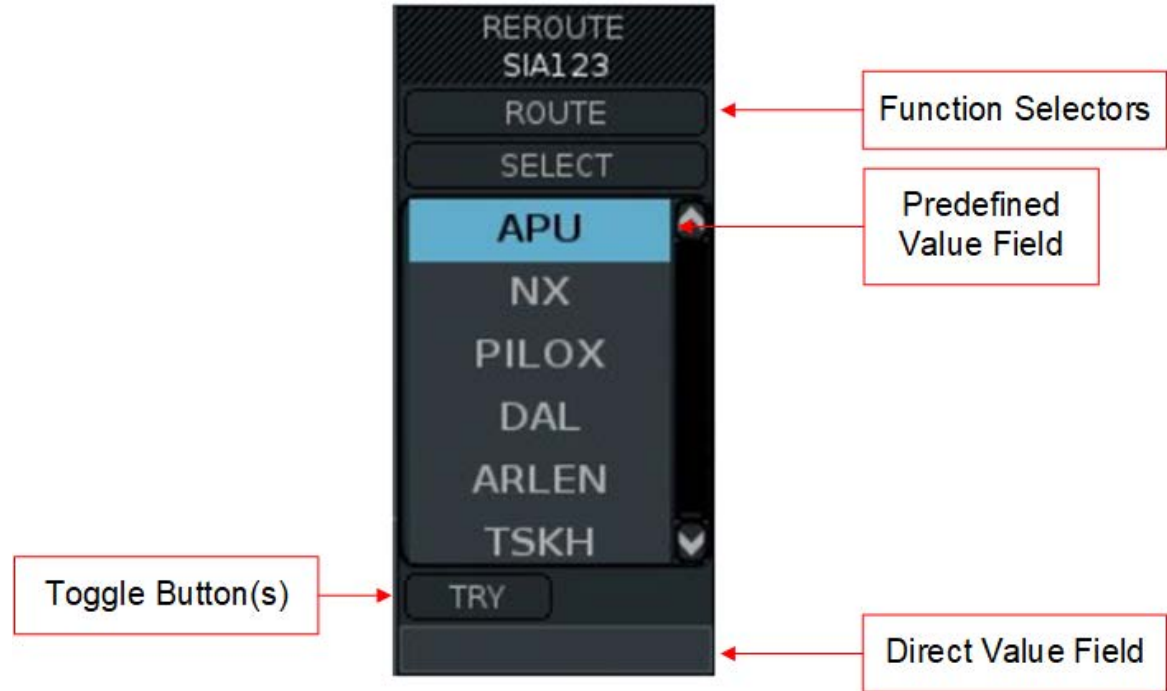 REROUTE
SIA123
ROUTE
Function Selectors
SELECT
Predefined
Value Field
APU
NX
PILOX
DAL
ARLEN
TSKH
Toggle Button(s)
TRY
Direct Value Field